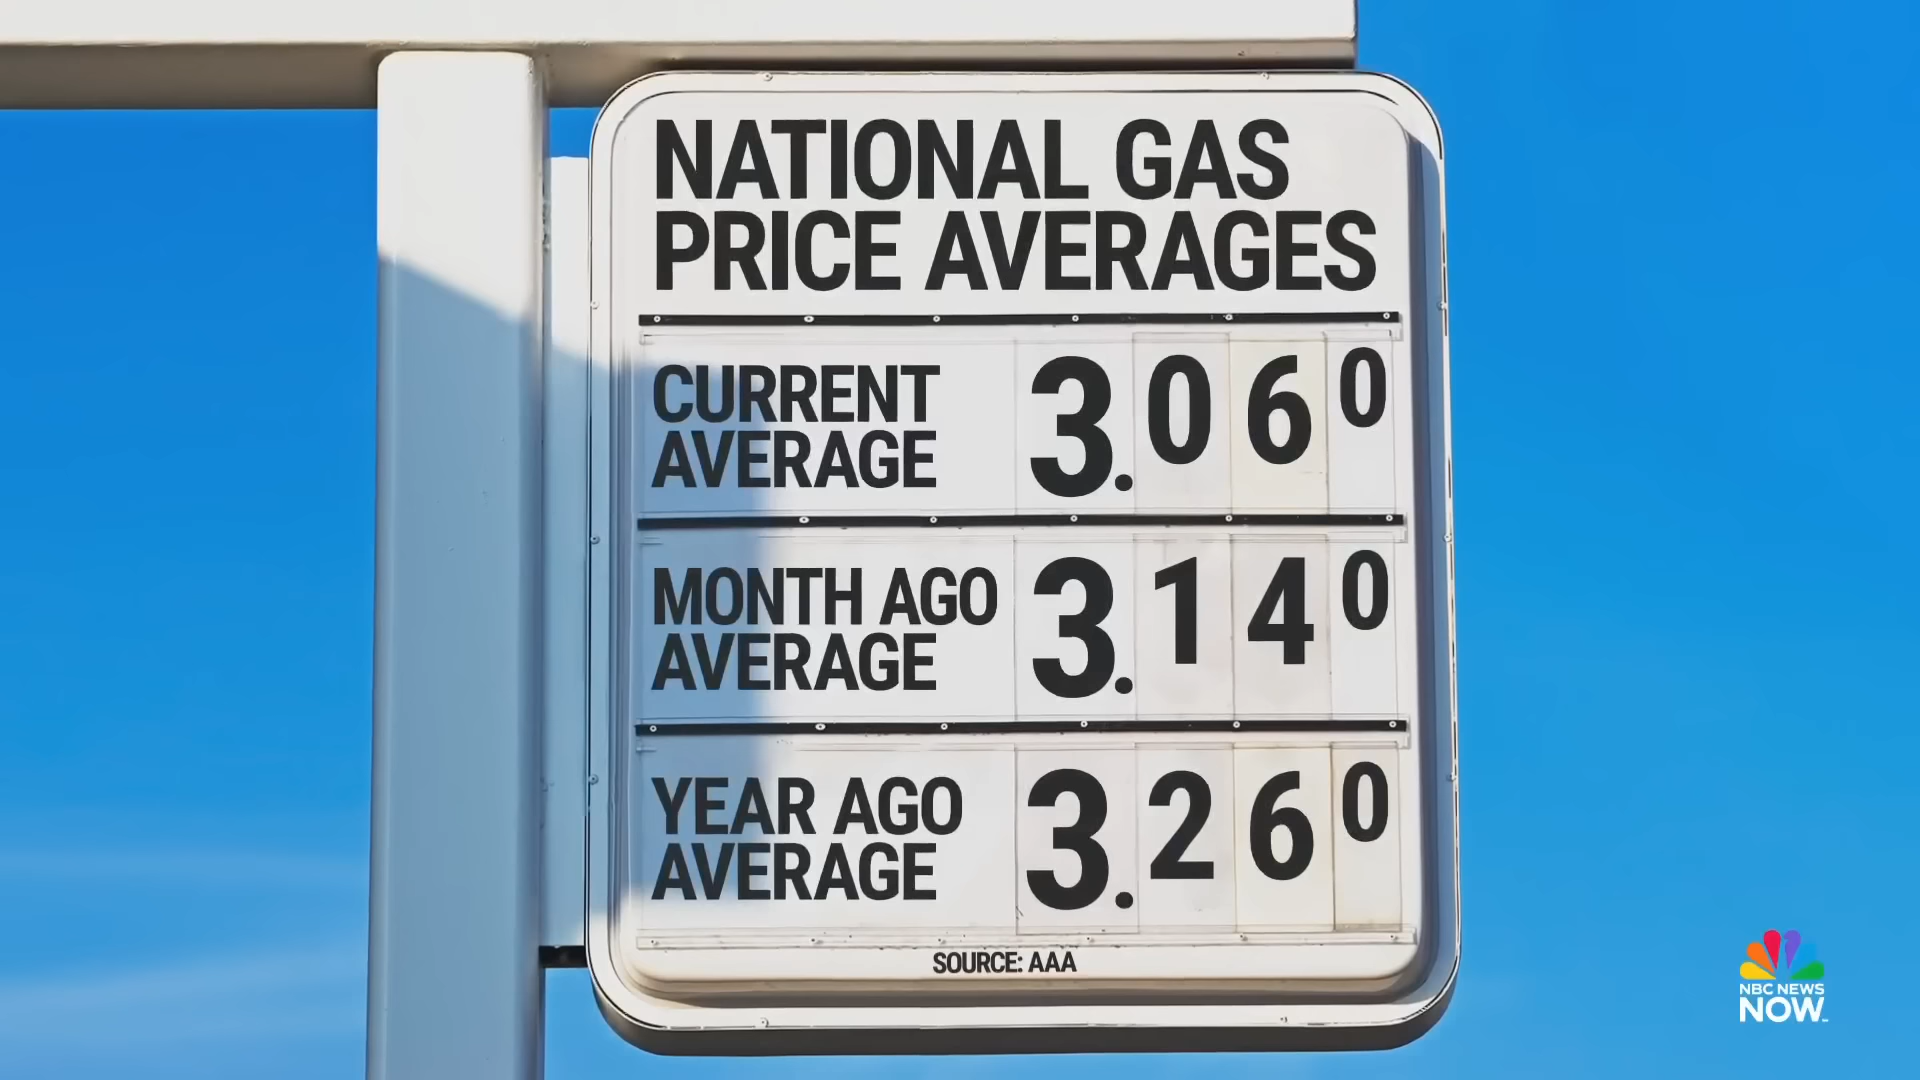 NATIONAL GAS
PRICE AVERAGES
CURRENT
AVERAGE
3.060
MONTH AGO
AVERAGE
3.140
YEAR AGO
AVERAGE
3.260
SOURCE: AAA
NBC NEWS
NOW